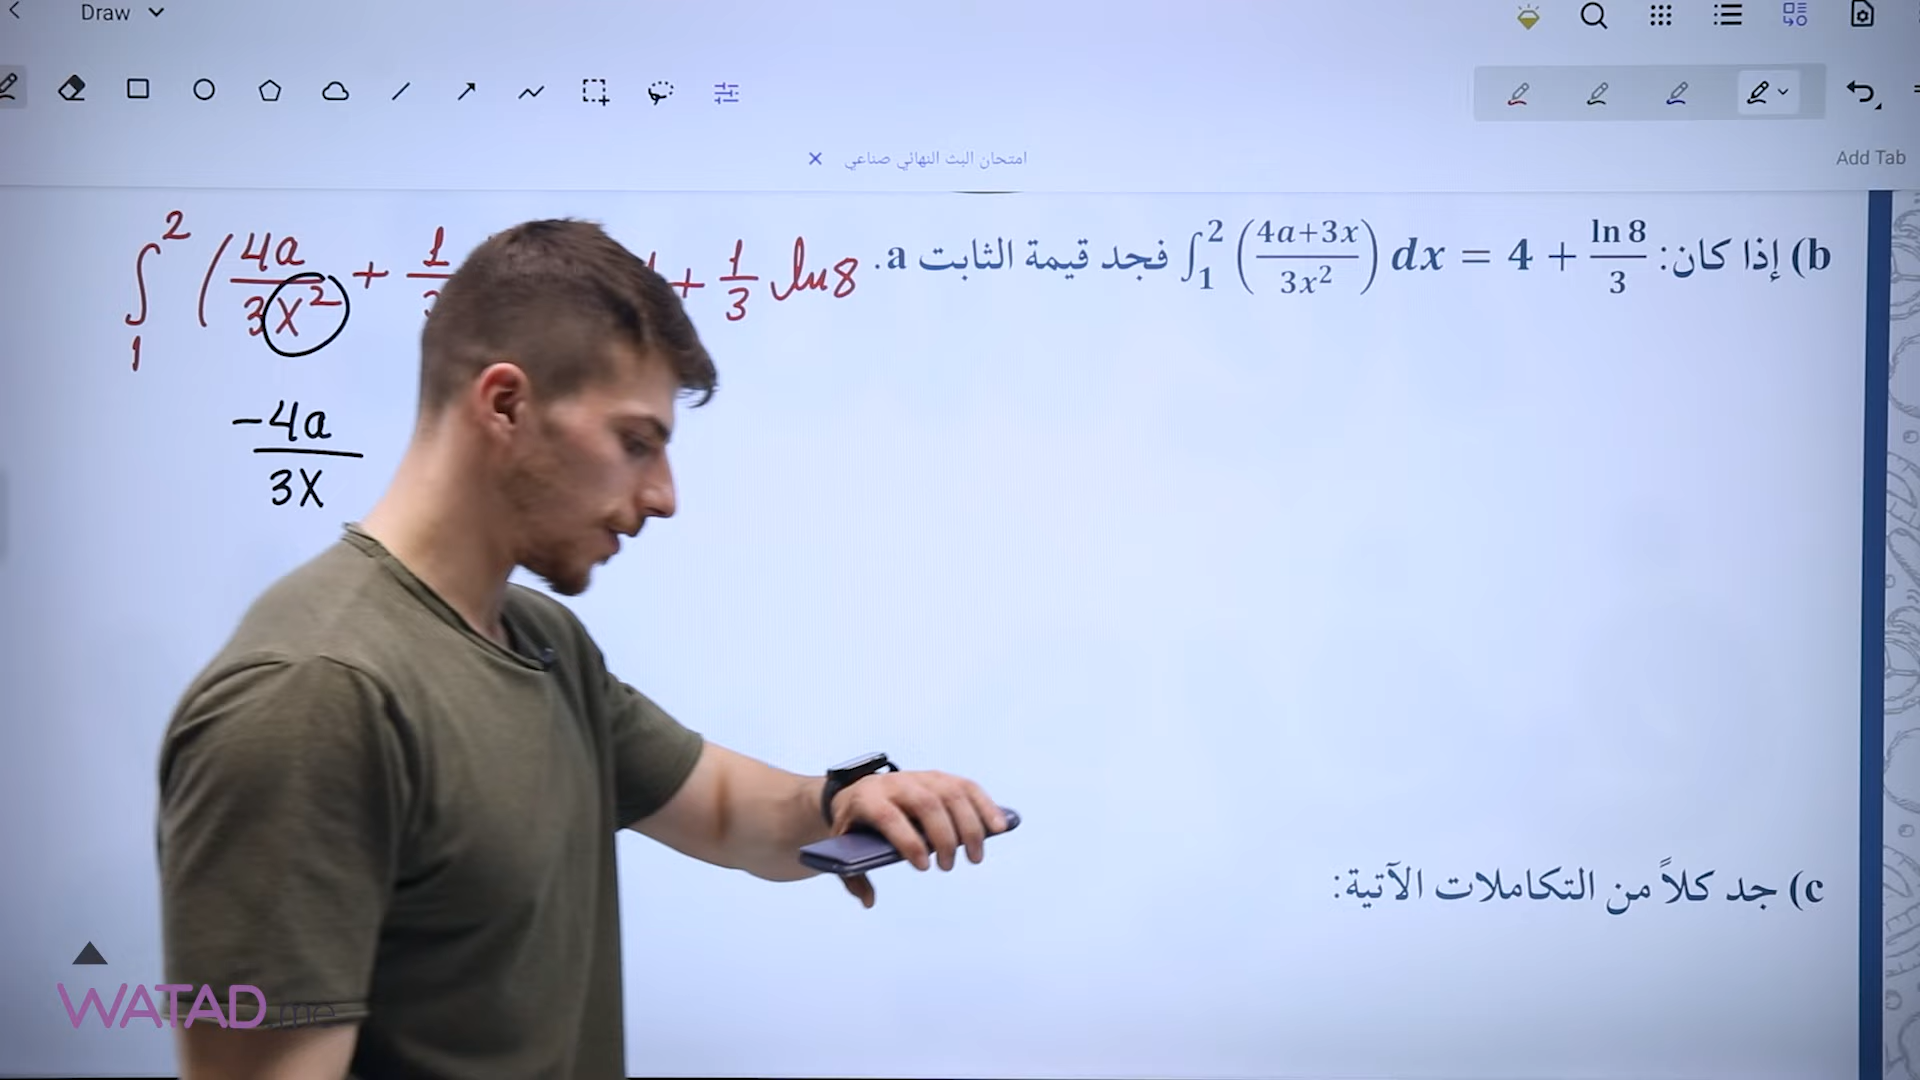 Draw
امتحان البث النهائي صناعي
Add Tab
b) إذا كان: ∫₁² ((4a+3x)/(3x²)) dx = 4 + (ln 8)/3 فجد قيمة الثابت a.
∫₁² (4a/(3x²) + 1/ + 1/3 ln8
-4a/3x
c) جد كلاً من التكاملات الآتية:
WATAD.me